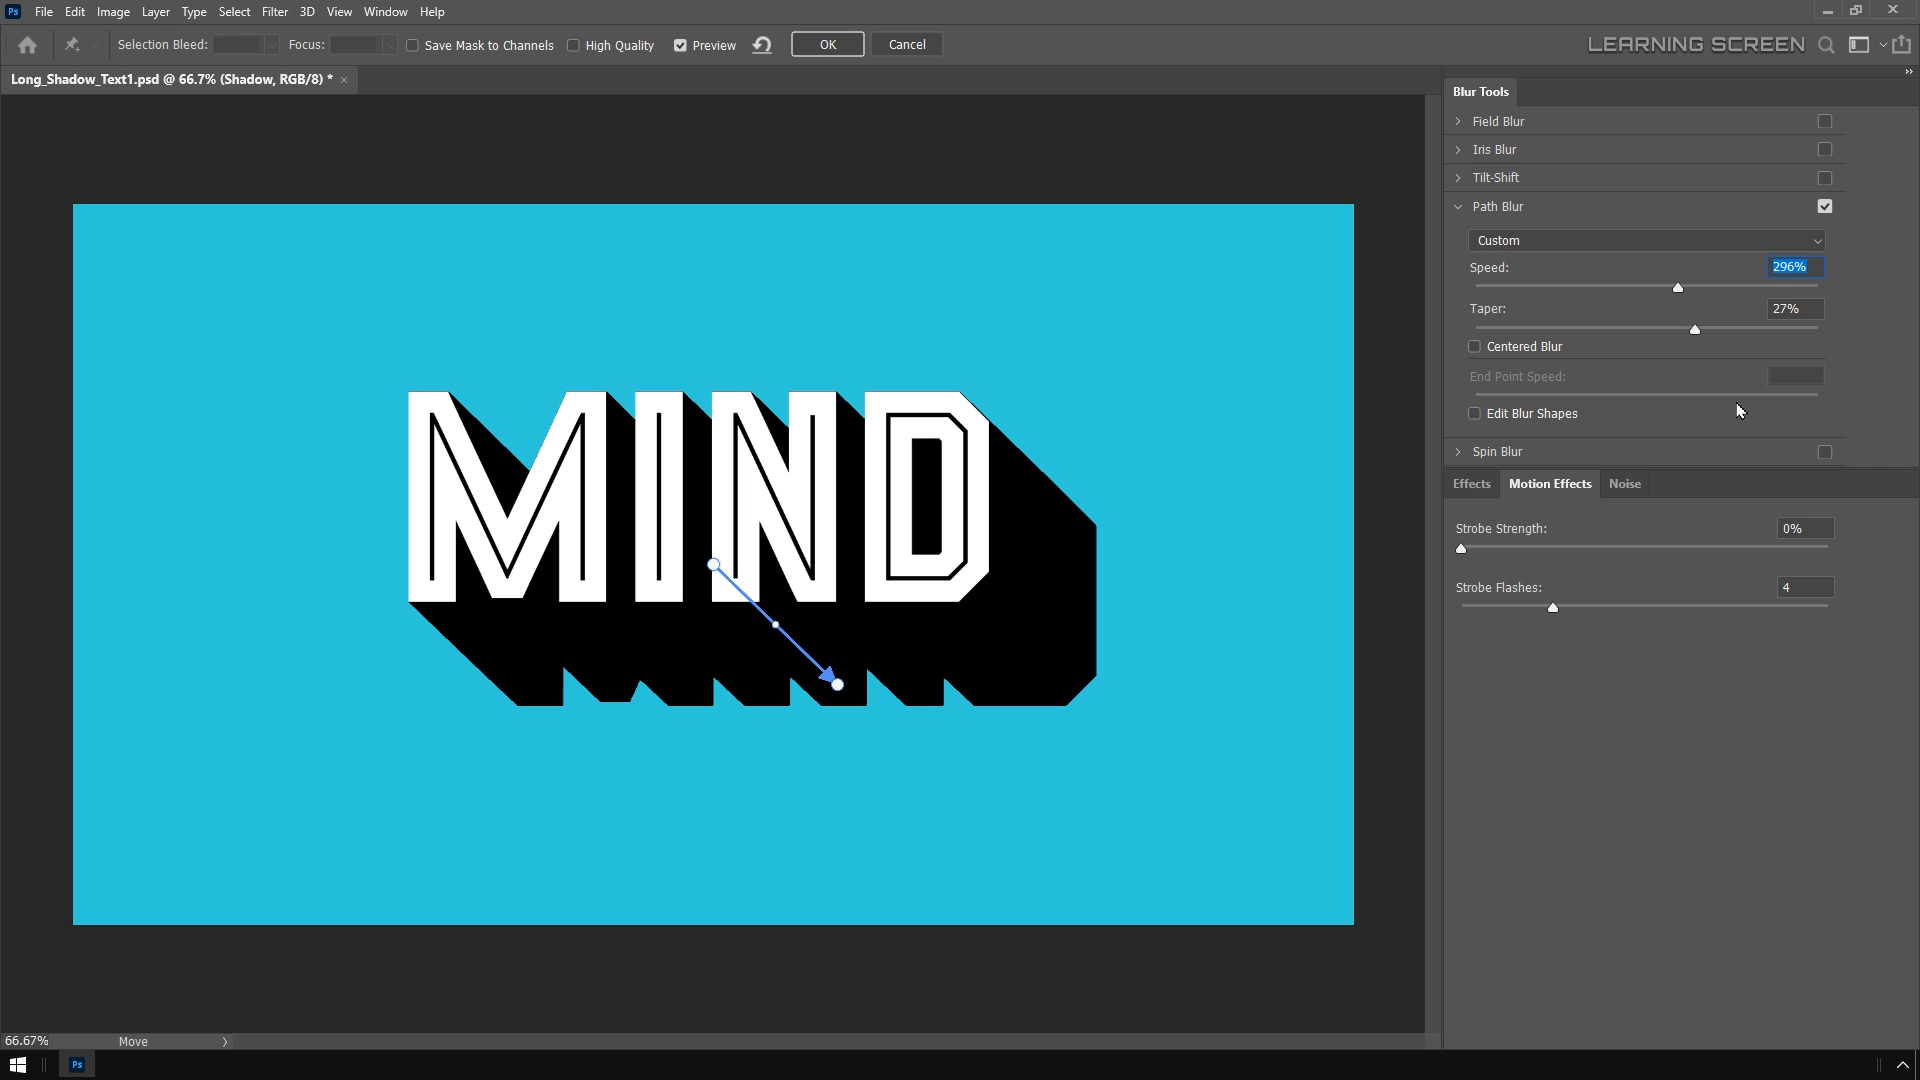 Ps File Edit Image Layer Type Select Filter 3D View Window Help
Selection Bleed: Focus: Save Mask to Channels High Quality Preview OK Cancel LEARNING SCREEN
Long_Shadow_Text1.psd @ 66.7% (Shadow, RGB/8) * ×
Blur Tools
Field Blur
Iris Blur
Tilt-Shift
Path Blur
Custom
Speed: 296%
Taper: 27%
Centered Blur
End Point Speed:
Edit Blur Shapes
Spin Blur
Effects Motion Effects Noise
Strobe Strength: 0%
Strobe Flashes: 4
MIND
66.67% Move
Ps